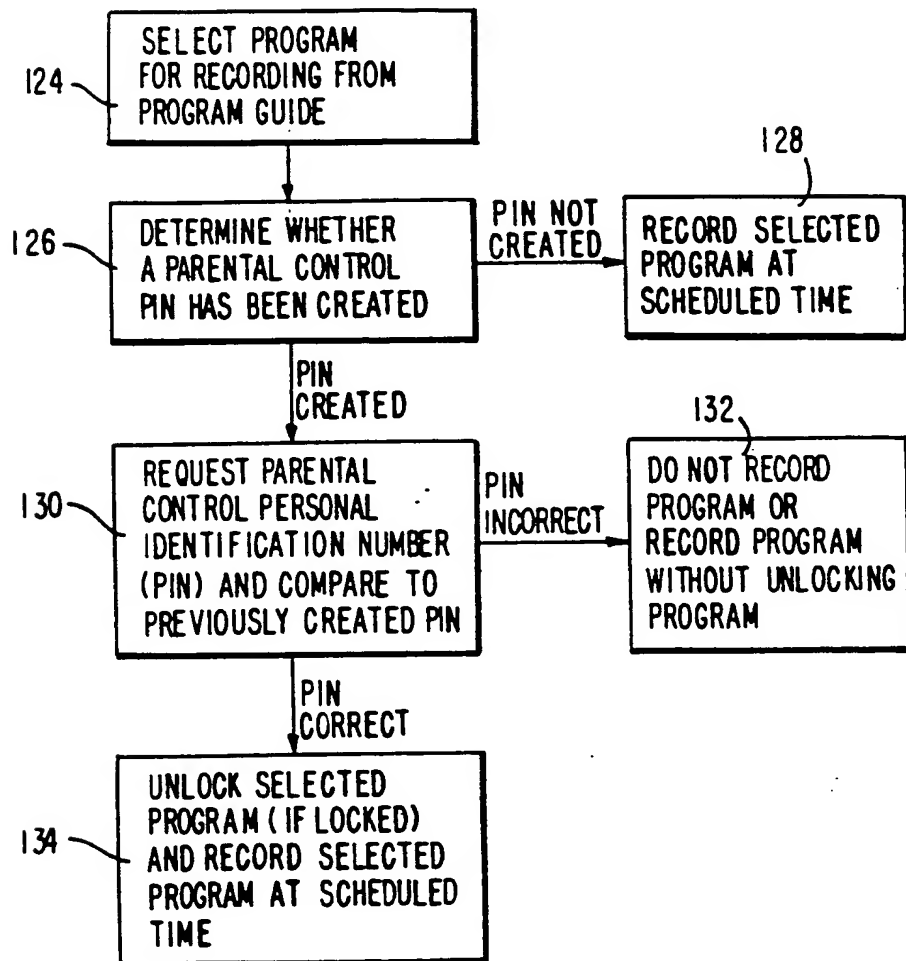 SELECT PROGRAM
FOR RECORDING FROM
PROGRAM GUIDE
124
128
DETERMINE WHETHER
A PARENTAL CONTROL
PIN HAS BEEN CREATED
126
PIN NOT
CREATED
RECORD SELECTED
PROGRAM AT
SCHEDULED TIME
PIN
CREATED
132
REQUEST PARENTAL
CONTROL PERSONAL
IDENTIFICATION NUMBER
(PIN) AND COMPARE TO
PREVIOUSLY CREATED PIN
130
PIN
INCORRECT
DO NOT RECORD
PROGRAM OR
RECORD PROGRAM
WITHOUT UNLOCKING
PROGRAM
PIN
CORRECT
UNLOCK SELECTED
PROGRAM (IF LOCKED)
AND RECORD SELECTED
PROGRAM AT SCHEDULED
TIME
134